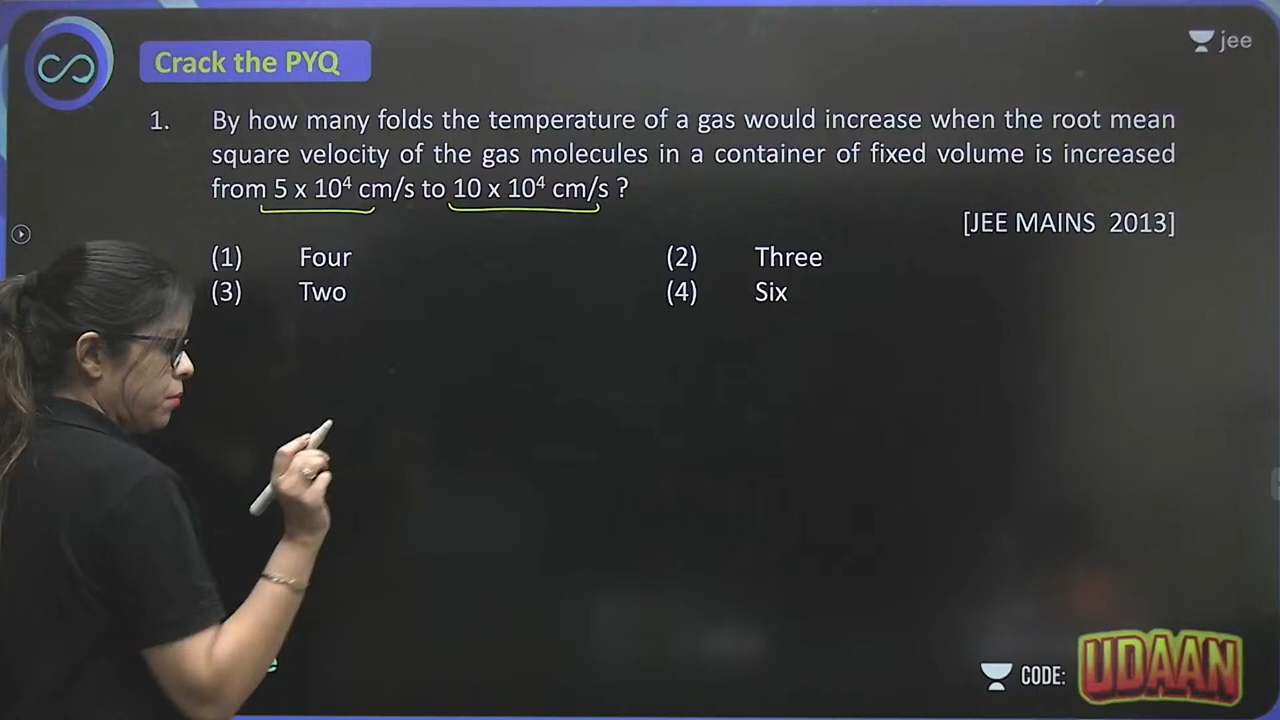 jee
Crack the PYQ
1. By how many folds the temperature of a gas would increase when the root mean
square velocity of the gas molecules in a container of fixed volume is increased
from 5 x 10⁴ cm/s to 10 x 10⁴ cm/s ?
[JEE MAINS 2013]
(1) Four (2) Three
(3) Two (4) Six
CODE: UDAAN